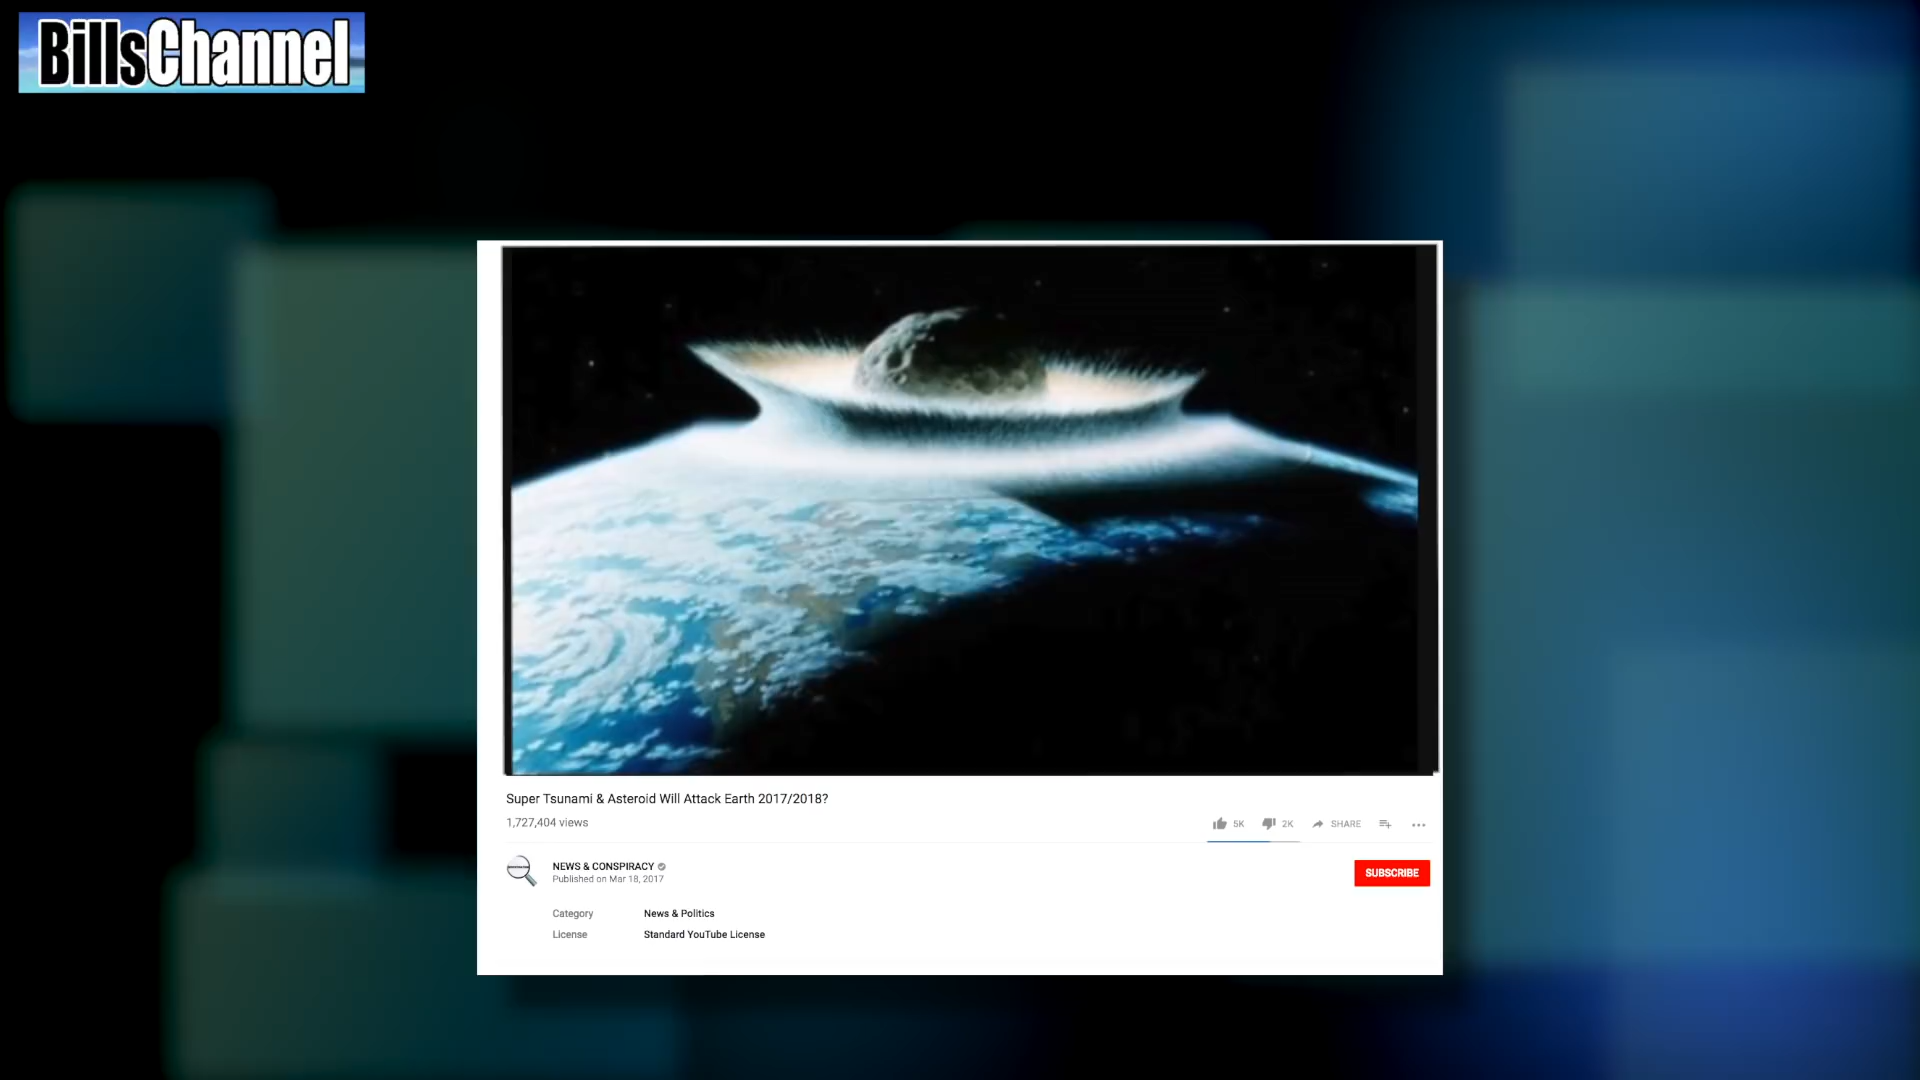 BillsChannel
Super Tsunami & Asteroid Will Attack Earth 2017/2018?
1,727,404 views
5K
2K
SHARE
NEWS & CONSPIRACY
Published on Mar 18, 2017
SUBSCRIBE
Category
News & Politics
License
Standard YouTube License